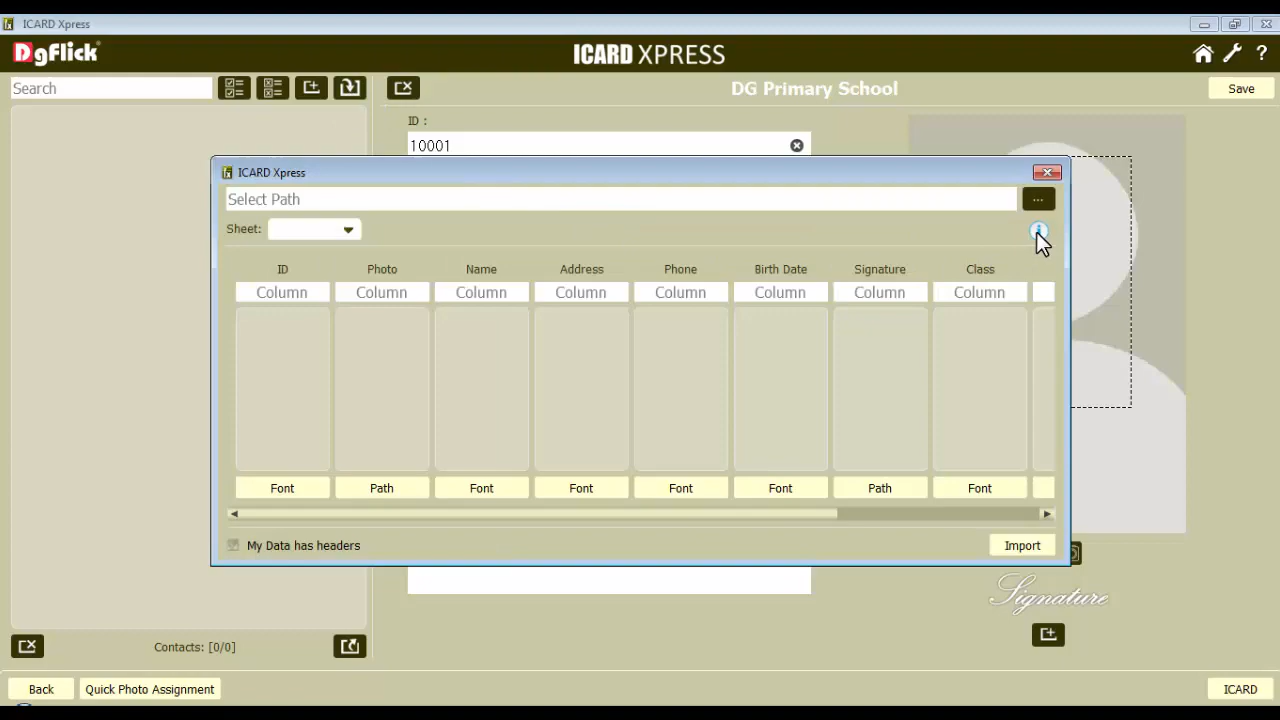 ICARD Xpress
DgFlick
ICARD XPRESS
?
Search
DG Primary School
Save
ID :
10001
ICARD Xpress
Select Path
...
Sheet:
ID Photo Name Address Phone Birth Date Signature Class
Column Column Column Column Column Column Column Column
Font Path Font Font Font Font Path Font
My Data has headers
Import
Signature
Contacts: [0/0]
Back
Quick Photo Assignment
ICARD